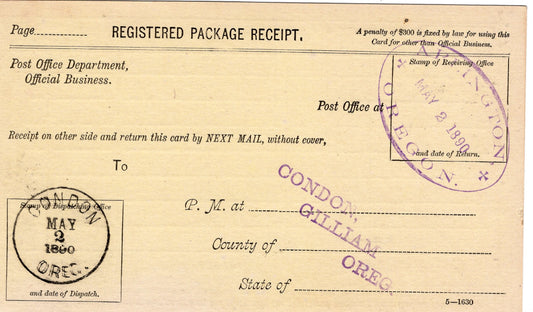 Page
REGISTERED PACKAGE RECEIPT.
A penalty of $300 is fixed by law for using this
Card for other than Official Business.
Post Office Department,
Official Business.
Stamp of Receiving Office
ARLINGTON
OREGON.
MAY 2 1890
Post Office at
and date of Return.
Receipt on other side and return this card by NEXT MAIL, without cover,
To
Stamp of Dispatching Office
CONDON
MAY
2
1890
OREG.
and date of Dispatch.
P. M. at
CONDON,
County of
GILLIAM
State of
OREG.
5—1630